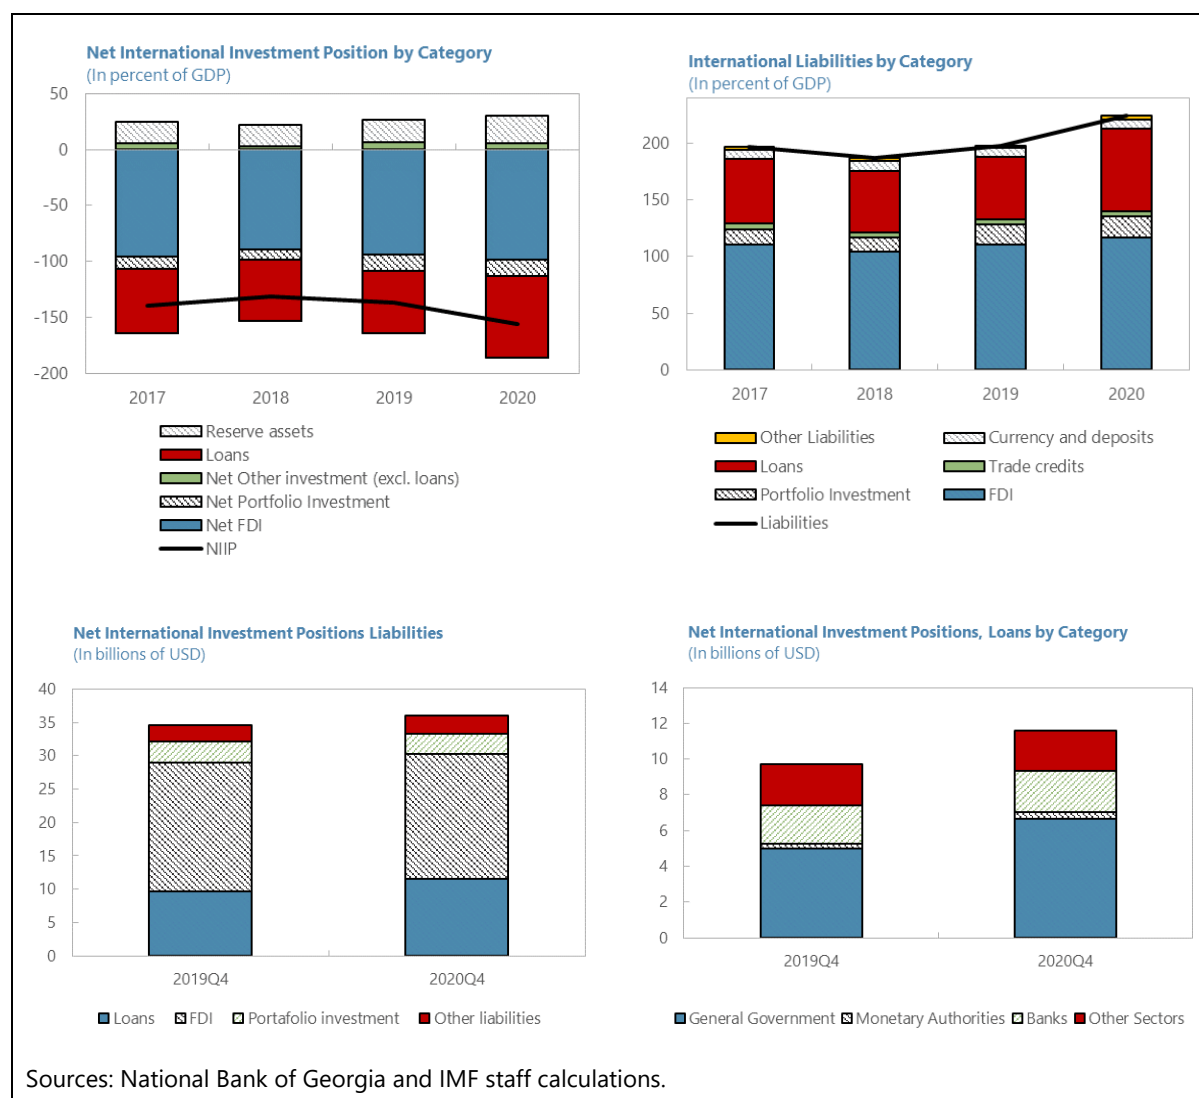 Net International Investment Position by Category
(In percent of GDP)
50
0
-50
-100
-150
-200
2017
2018
2019
2020
Reserve assets
Loans
Net Other investment (excl. loans)
Net Portfolio Investment
Net FDI
NIIP
International Liabilities by Category
(In percent of GDP)
200
150
100
50
0
2017
2018
2019
2020
Other Liabilities
Currency and deposits
Loans
Trade credits
Portfolio Investment
FDI
Liabilities
Net International Investment Positions Liabilities
(In billions of USD)
40
35
30
25
20
15
10
5
0
2019Q4
2020Q4
Loans
FDI
Portafolio investment
Other liabilities
Net International Investment Positions, Loans by Category
(In billions of USD)
14
12
10
8
6
4
2
0
2019Q4
2020Q4
General Government
Monetary Authorities
Banks
Other Sectors
Sources: National Bank of Georgia and IMF staff calculations.